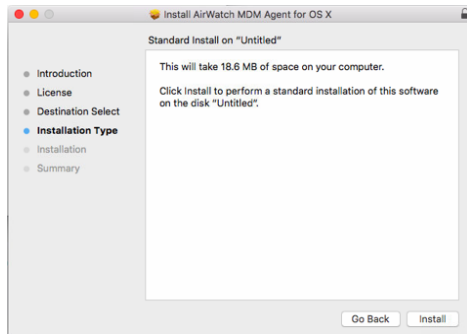 Install AirWatch MDM Agent for OS X
Standard Install on “Untitled”
Introduction
License
Destination Select
Installation Type
Installation
Summary
This will take 18.6 MB of space on your computer.
Click Install to perform a standard installation of this software
on the disk “Untitled”.
Go Back
Install